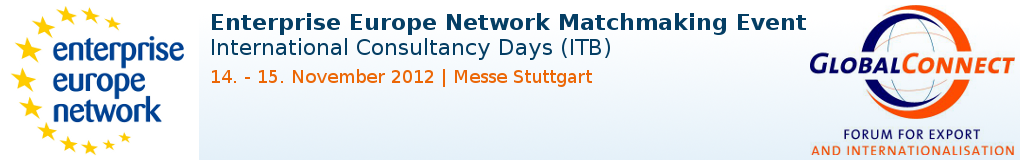 enterprise
europe
network
Enterprise Europe Network Matchmaking Event
International Consultancy Days (ITB)
14. - 15. November 2012 | Messe Stuttgart
GLOBALCONNECT
FORUM FOR EXPORT
AND INTERNATIONALISATION